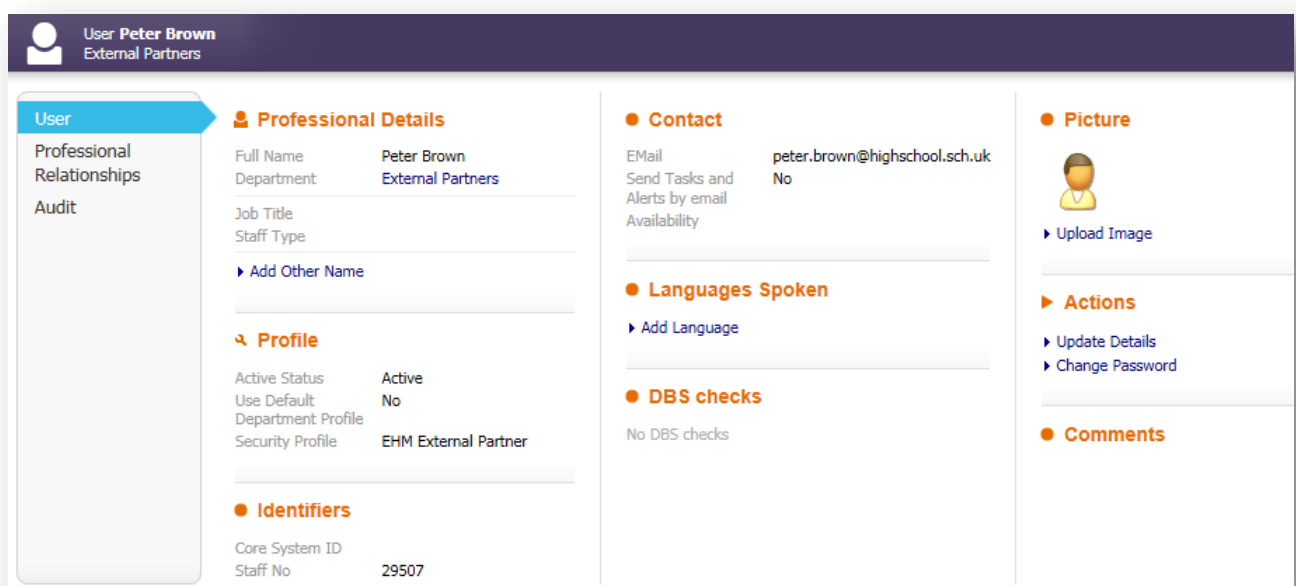 User Peter Brown
External Partners
User
Professional
Relationships
Audit
Professional Details
Full Name Peter Brown
Department External Partners
Job Title
Staff Type
Add Other Name
Profile
Active Status Active
Use Default No
Department Profile
Security Profile EHM External Partner
Identifiers
Core System ID
Staff No 29507
Contact
EMail peter.brown@highschool.sch.uk
Send Tasks and No
Alerts by email
Availability
Languages Spoken
Add Language
DBS checks
No DBS checks
Picture
Upload Image
Actions
Update Details
Change Password
Comments